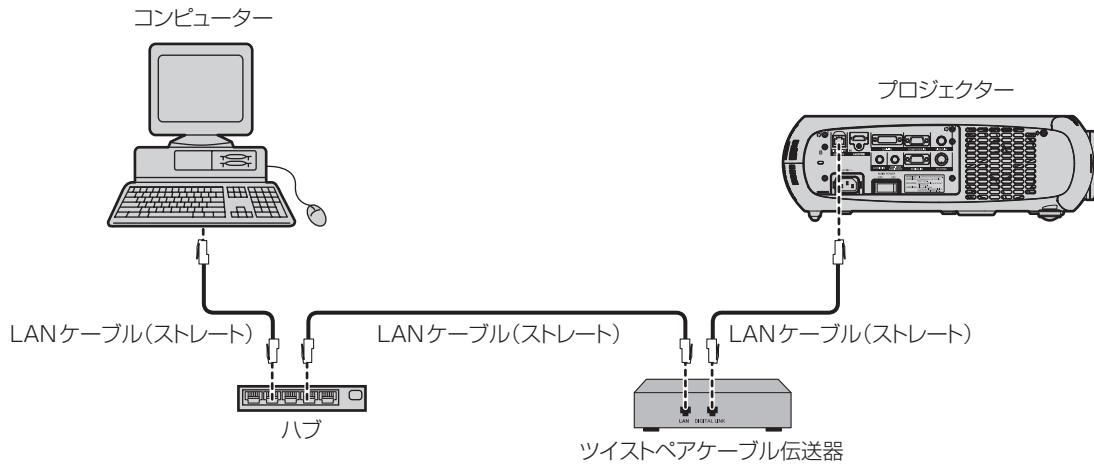 コンピューター
プロジェクター
LANケーブル（ストレート）
LANケーブル（ストレート）
LANケーブル（ストレート）
ハブ
LAN DIGITAL LINK
ツイストペアケーブル伝送器